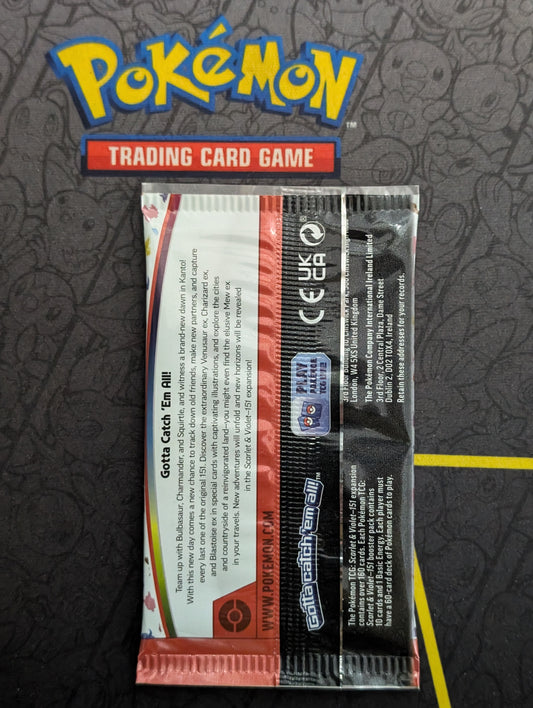 POKéMON
TM
TRADING CARD GAME
Gotta Catch 'Em All!
Team up with Bulbasaur, Charmander, and Squirtle, and witness a brand-new dawn in Kanto!
With this new day comes a new chance to track down old friends, make new partners, and capture
every last one of the original 151. Discover the extraordinary Venusaur ex, Charizard ex,
and Blastoise ex in special cards with captivating illustrations, and explore the cities
and countryside of a reinvigorated land—you might even find the elusive Mew ex
in your travels. New adventures will unfold and new horizons will be revealed
in the Scarlet & Violet—151 expansion!
WWW.POKEMON.COM
Gotta catch 'em all!™
PLAY
CE UK
CA
The Pokémon TCG: Scarlet & Violet—151 expansion
contains over 160 cards. Each Pokémon TCG:
Scarlet & Violet—151 booster pack contains
10 cards and 1 Basic Energy. Each player must
have a 60-card deck of Pokémon cards to play.
London, W4 5XS United Kingdom
The Pokémon Company International Ireland Limited
3rd Floor, 2 Central Plaza, Dame Street
Dublin 2, D02 T0X4, Ireland
Retain these addresses for your records.